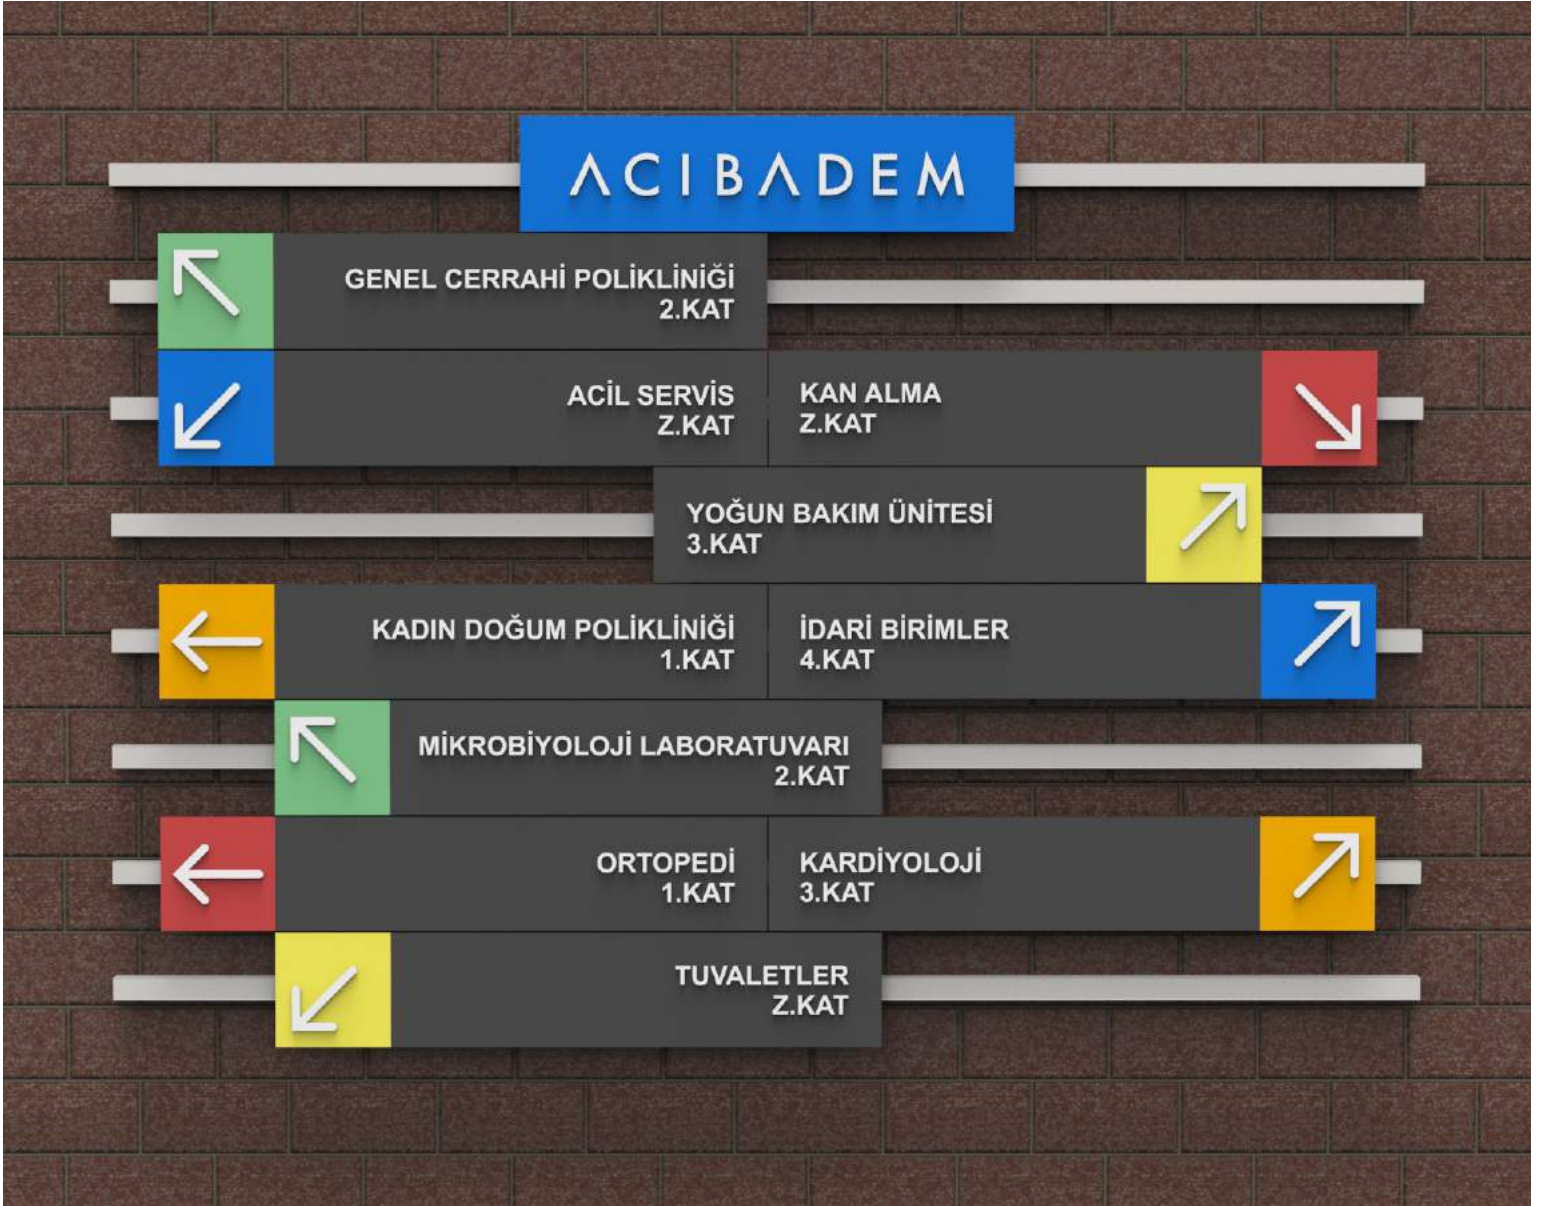 ACIBADEM
GENEL CERRAHİ POLİKLİNİĞİ
2.KAT
ACİL SERVİS
Z.KAT
KAN ALMA
Z.KAT
YOĞUN BAKIM ÜNİTESİ
3.KAT
KADIN DOĞUM POLİKLİNİĞİ
1.KAT
İDARİ BİRİMLER
4.KAT
MİKROBİYOLOJİ LABORATUVARI
2.KAT
ORTOPEDİ
1.KAT
KARDİYOLOJİ
3.KAT
TUVALETLER
Z.KAT